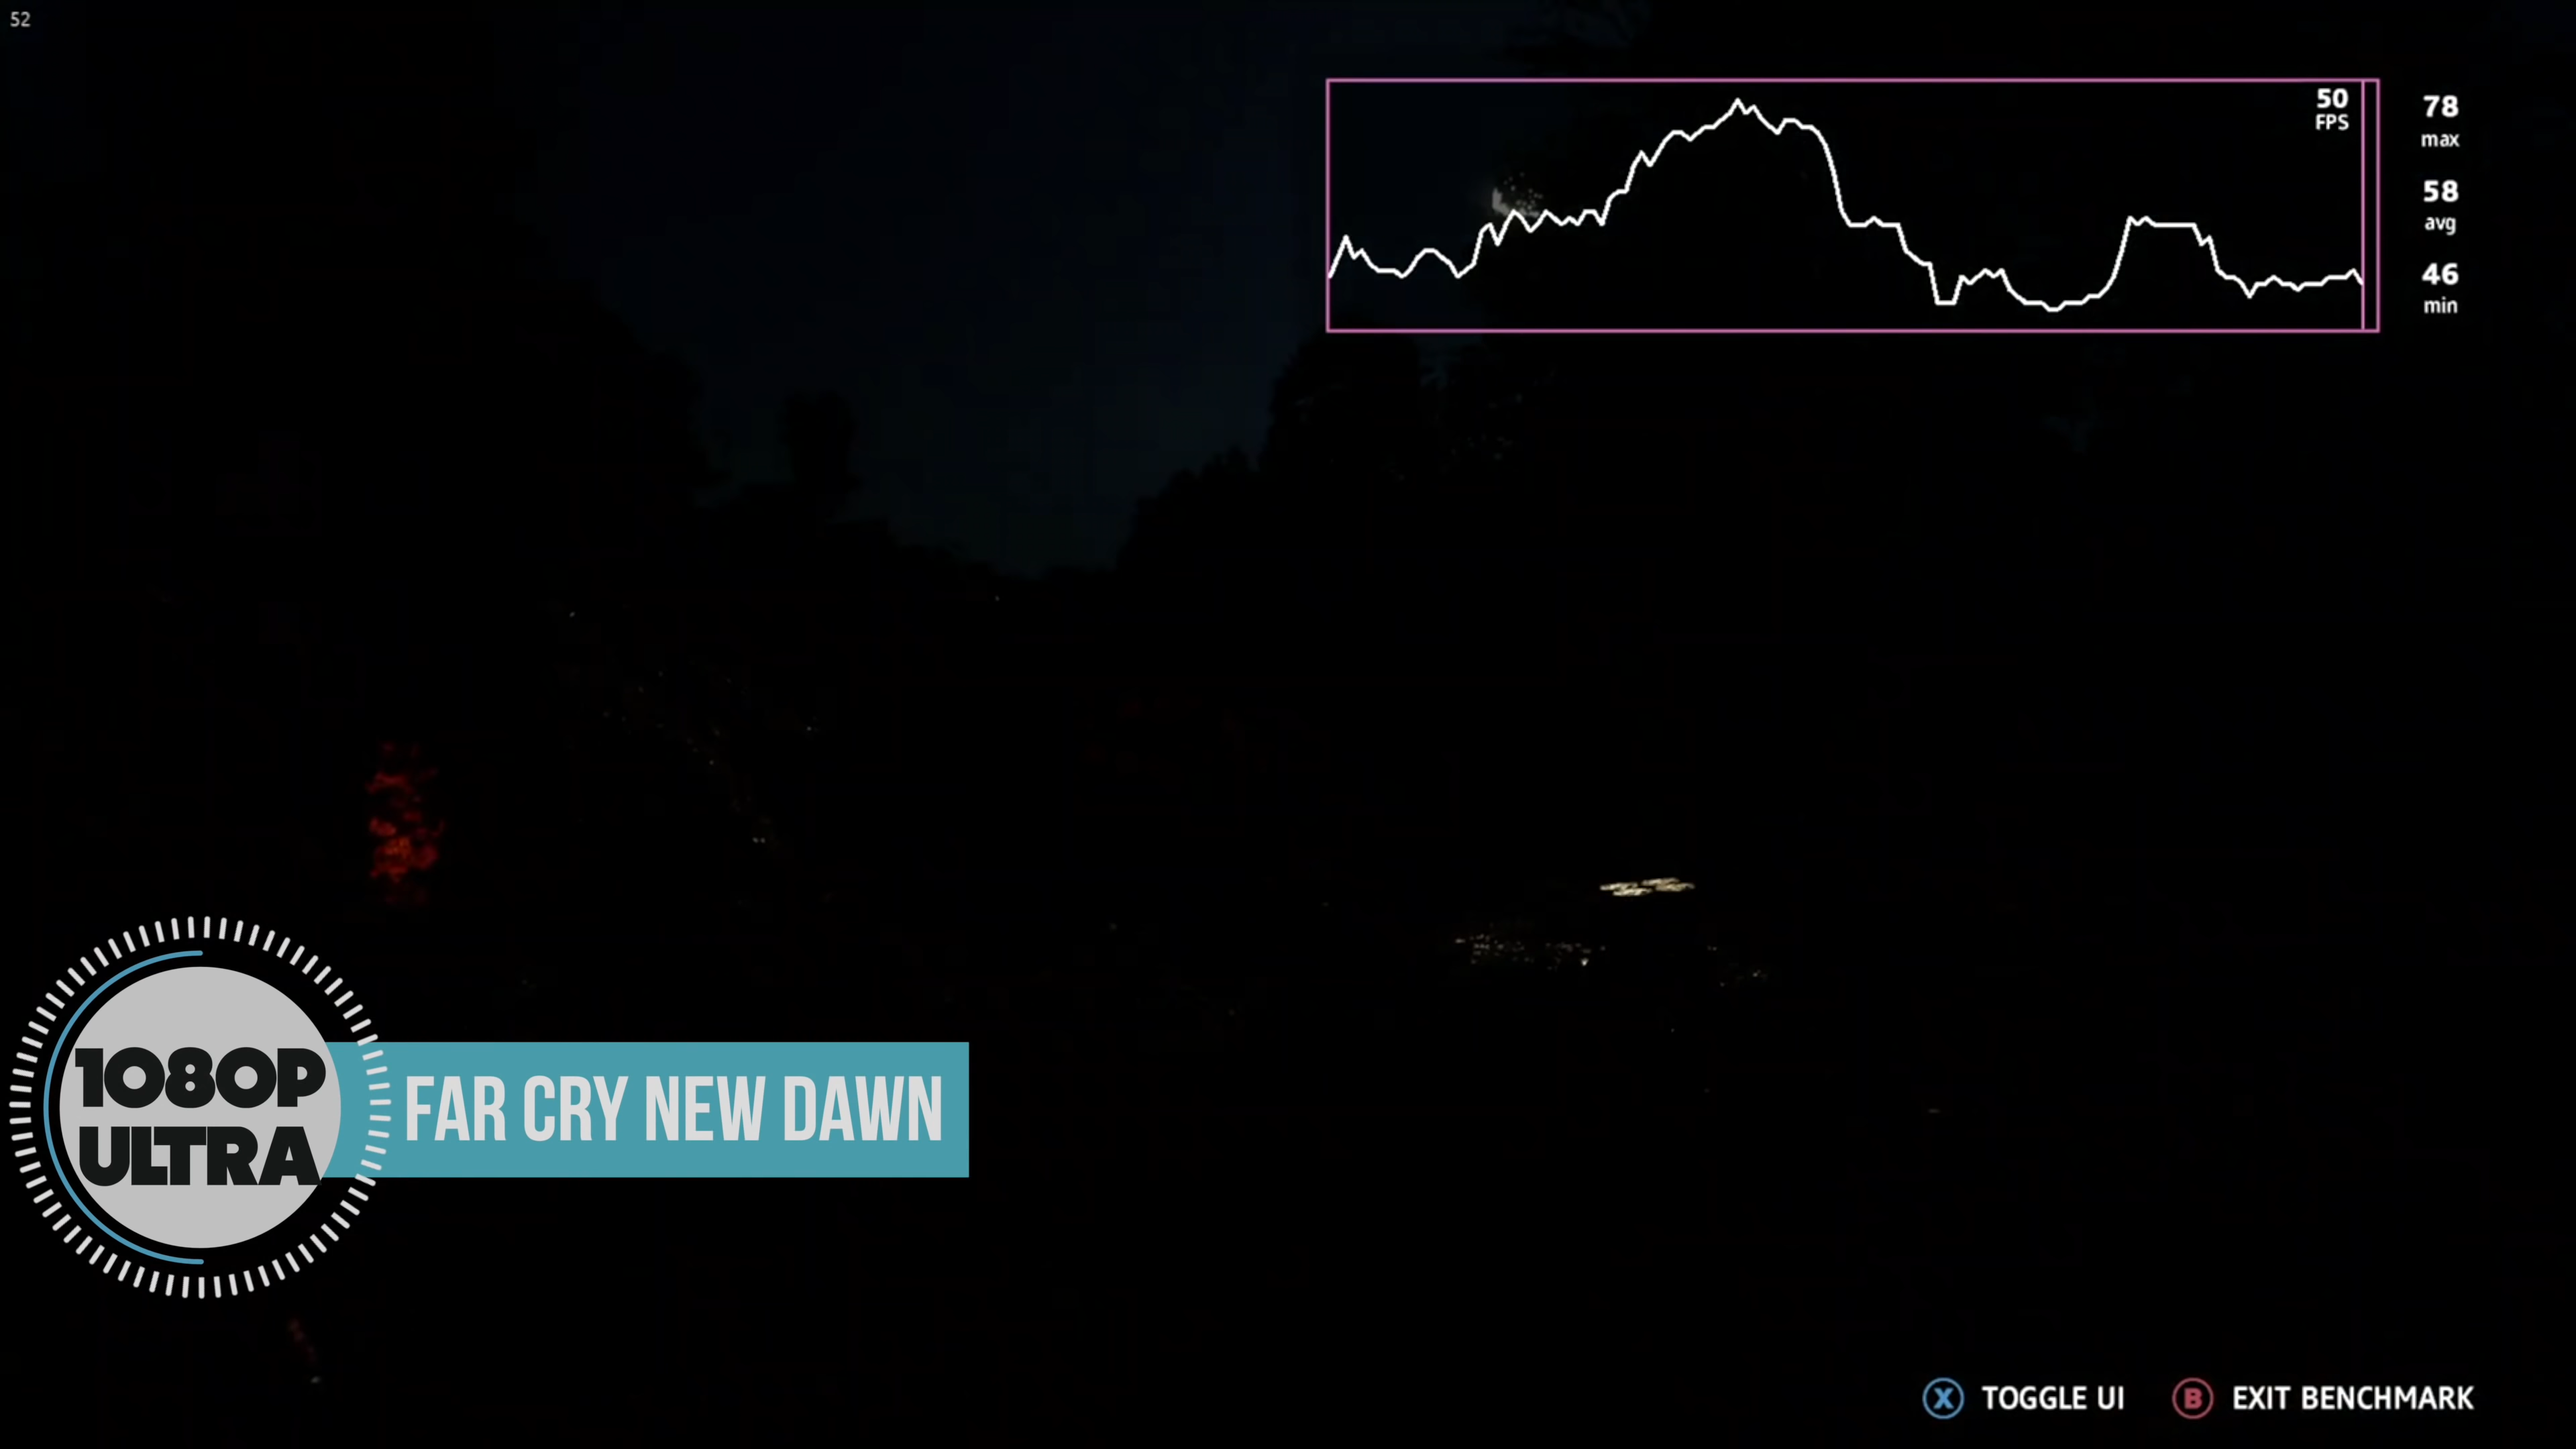 52
50
FPS
78
max
58
avg
46
min
1080P
ULTRA
FAR CRY NEW DAWN
X TOGGLE UI B EXIT BENCHMARK